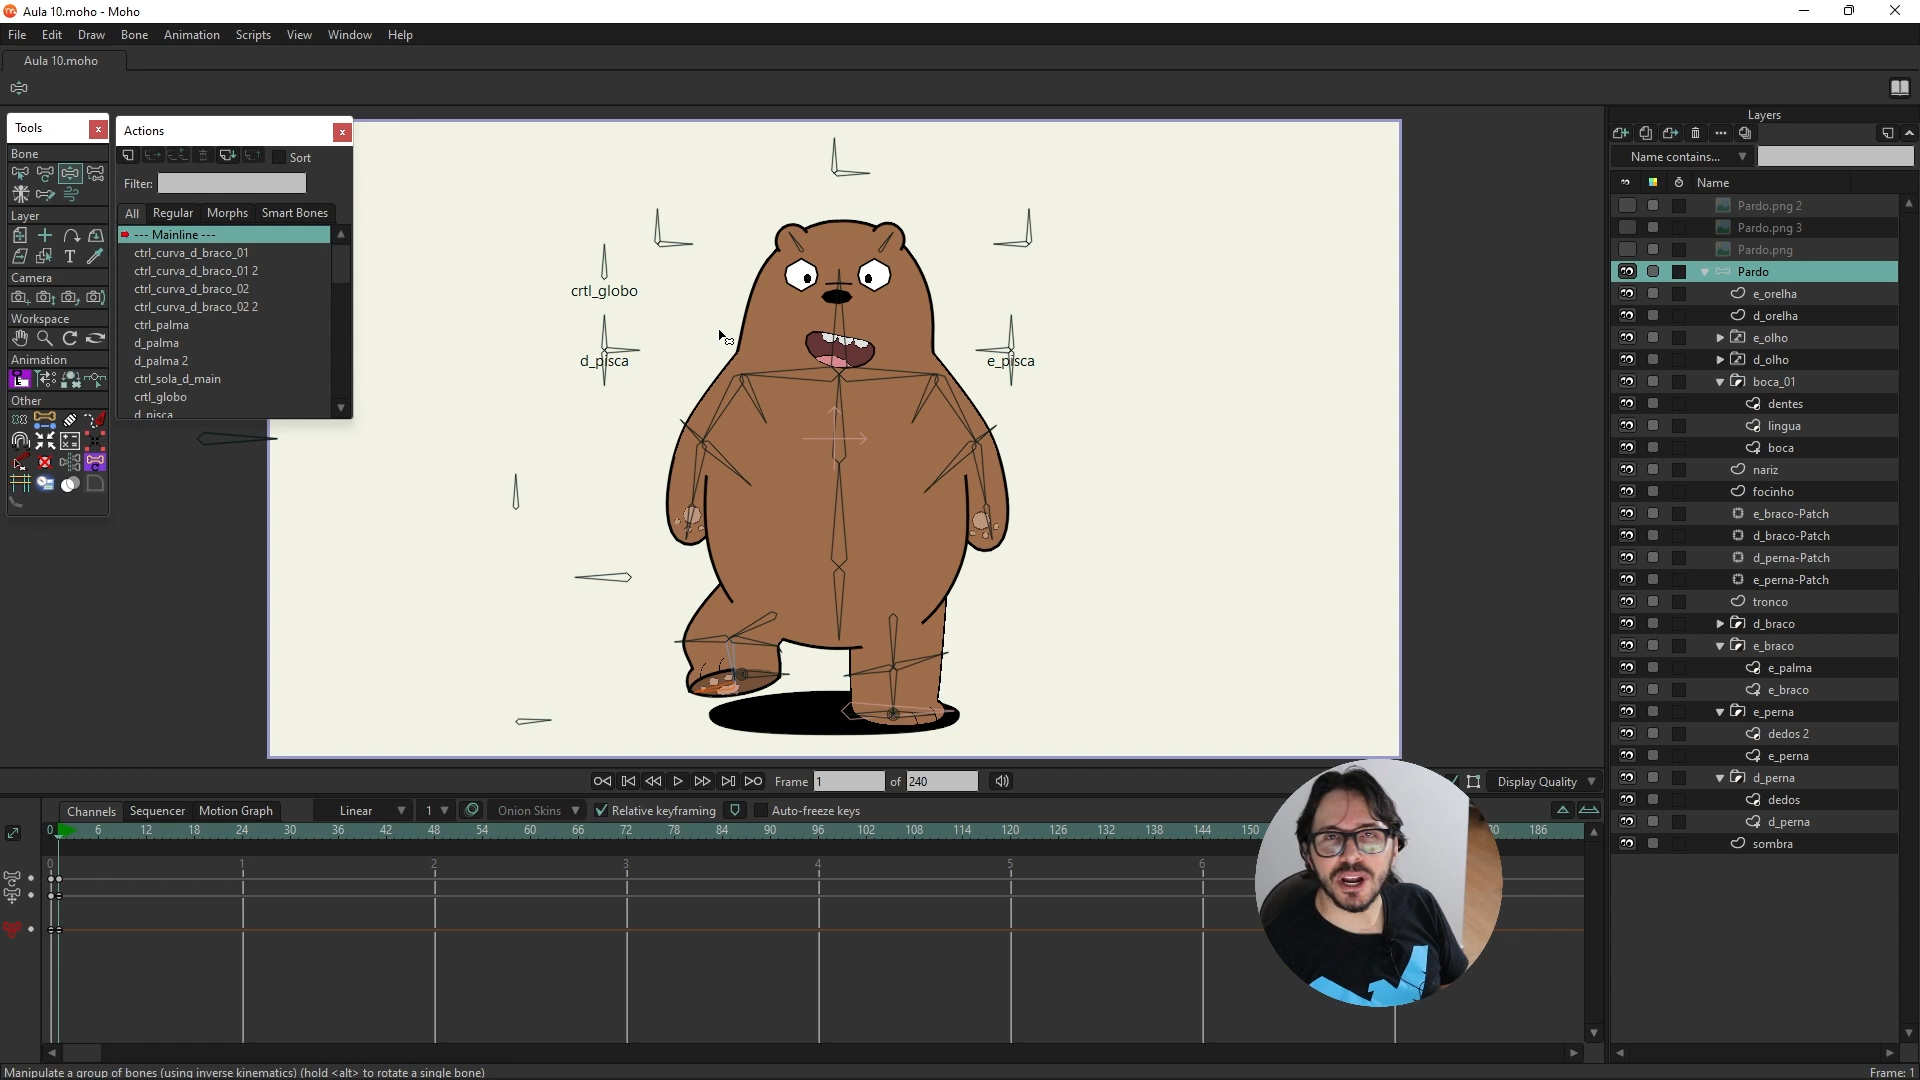 Aula 10.moho - Moho
File Edit Draw Bone Animation Scripts View Window Help
Aula 10.moho
Tools
Bone
Layer
Camera
Workspace
Animation
Other
Actions
Sort
Filter:
All Regular Morphs Smart Bones
--- Mainline ---
ctrl_curva_d_braco_01
ctrl_curva_d_braco_01 2
ctrl_curva_d_braco_02
ctrl_curva_d_braco_02 2
ctrl_palma
d_palma
d_palma 2
ctrl_sola_d_main
crtl_globo
d_pisca
crtl_globo
d_pisca
e_pisca
Layers
Name contains...
Name
Pardo.png 2
Pardo.png 3
Pardo.png
Pardo
e_orelha
d_orelha
e_olho
d_olho
boca_01
dentes
lingua
boca
nariz
focinho
e_braco-Patch
d_braco-Patch
d_perna-Patch
e_perna-Patch
tronco
d_braco
e_braco
e_palma
e_braco
e_perna
dedos 2
e_perna
d_perna
dedos
d_perna
sombra
Frame 1 of 240
Display Quality
Channels Sequencer Motion Graph Linear 1 Onion Skins Relative keyframing Auto-freeze keys
0 6 12 18 24 30 36 42 48 54 60 66 72 78 84 90 96 102 108 114 120 126 132 138 144 150 186
0 1 2 3 4 5 6
Manipulate a group of bones (using inverse kinematics) (hold <alt> to rotate a single bone)
Frame: 1